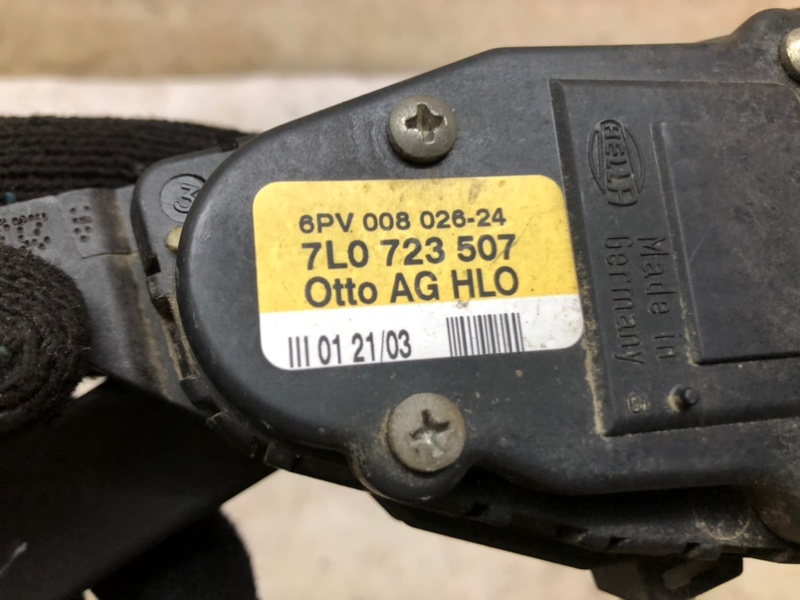 6PV 008 026-24
7L0 723 507
Otto AG HLO
III 01 21/03
HELLA
Made in
Germany